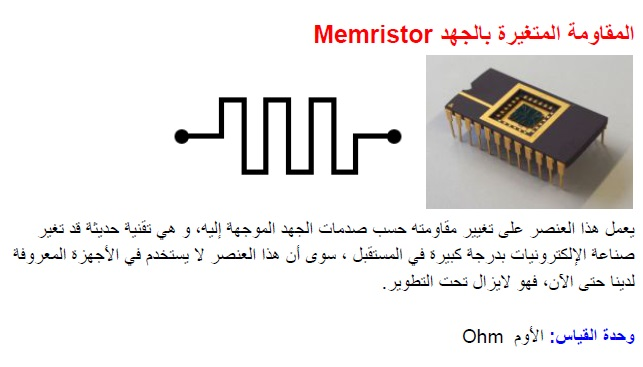 المقاومة المتغيرة بالجهد Memristor
يعمل هذا العنصر على تغيير مقاومته حسب صدمات الجهد الموجهة إليه، و هي تقنية حديثة قد تغير
صناعة الإلكترونيات بدرجة كبيرة في المستقبل ، سوى أن هذا العنصر لا يستخدم في الأجهزة المعروفة
لدينا حتى الآن، فهو لايزال تحت التطوير.
وحدة القياس: الأوم Ohm